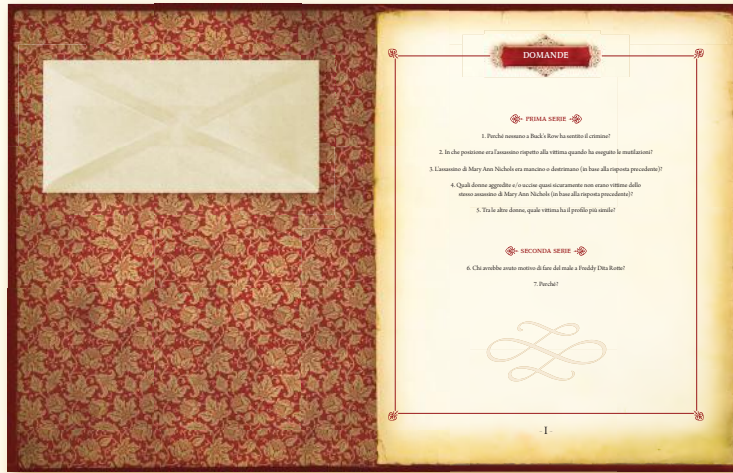 DOMANDE
PRIMA SERIE
1. Perché nessuno a Buck's Row ha sentito il crimine?
2. In che posizione era l'assassino rispetto alla vittima quando ha eseguito le mutilazioni?
3. L'assassino di Mary Ann Nichols era mancino o destrimano (in base alla risposta precedente)?
4. Quali donne aggredite e/o uccise quasi sicuramente non erano vittime dello
stesso assassino di Mary Ann Nichols (in base alla risposta precedente)?
5. Tra le altre donne, quale vittima ha il profilo più simile?
SECONDA SERIE
6. Chi avrebbe avuto motivo di fare del male a Freddy Dita Rotte?
7. Perché?
- I -